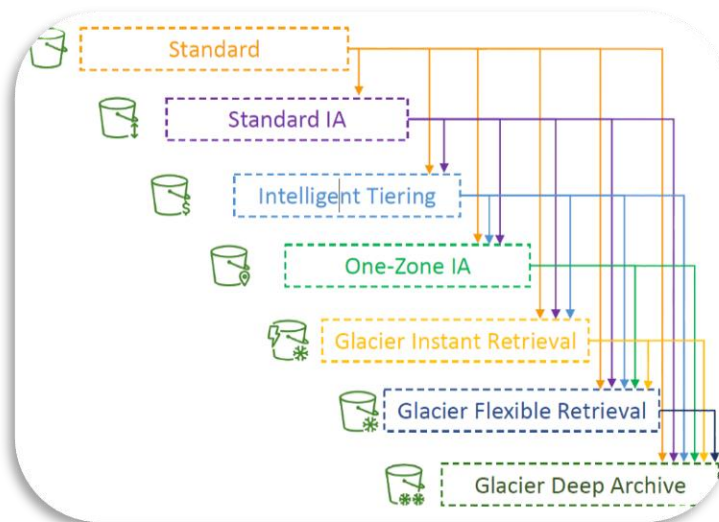 Standard
Standard IA
Intelligent Tiering
One-Zone IA
Glacier Instant Retrieval
Glacier Flexible Retrieval
Glacier Deep Archive